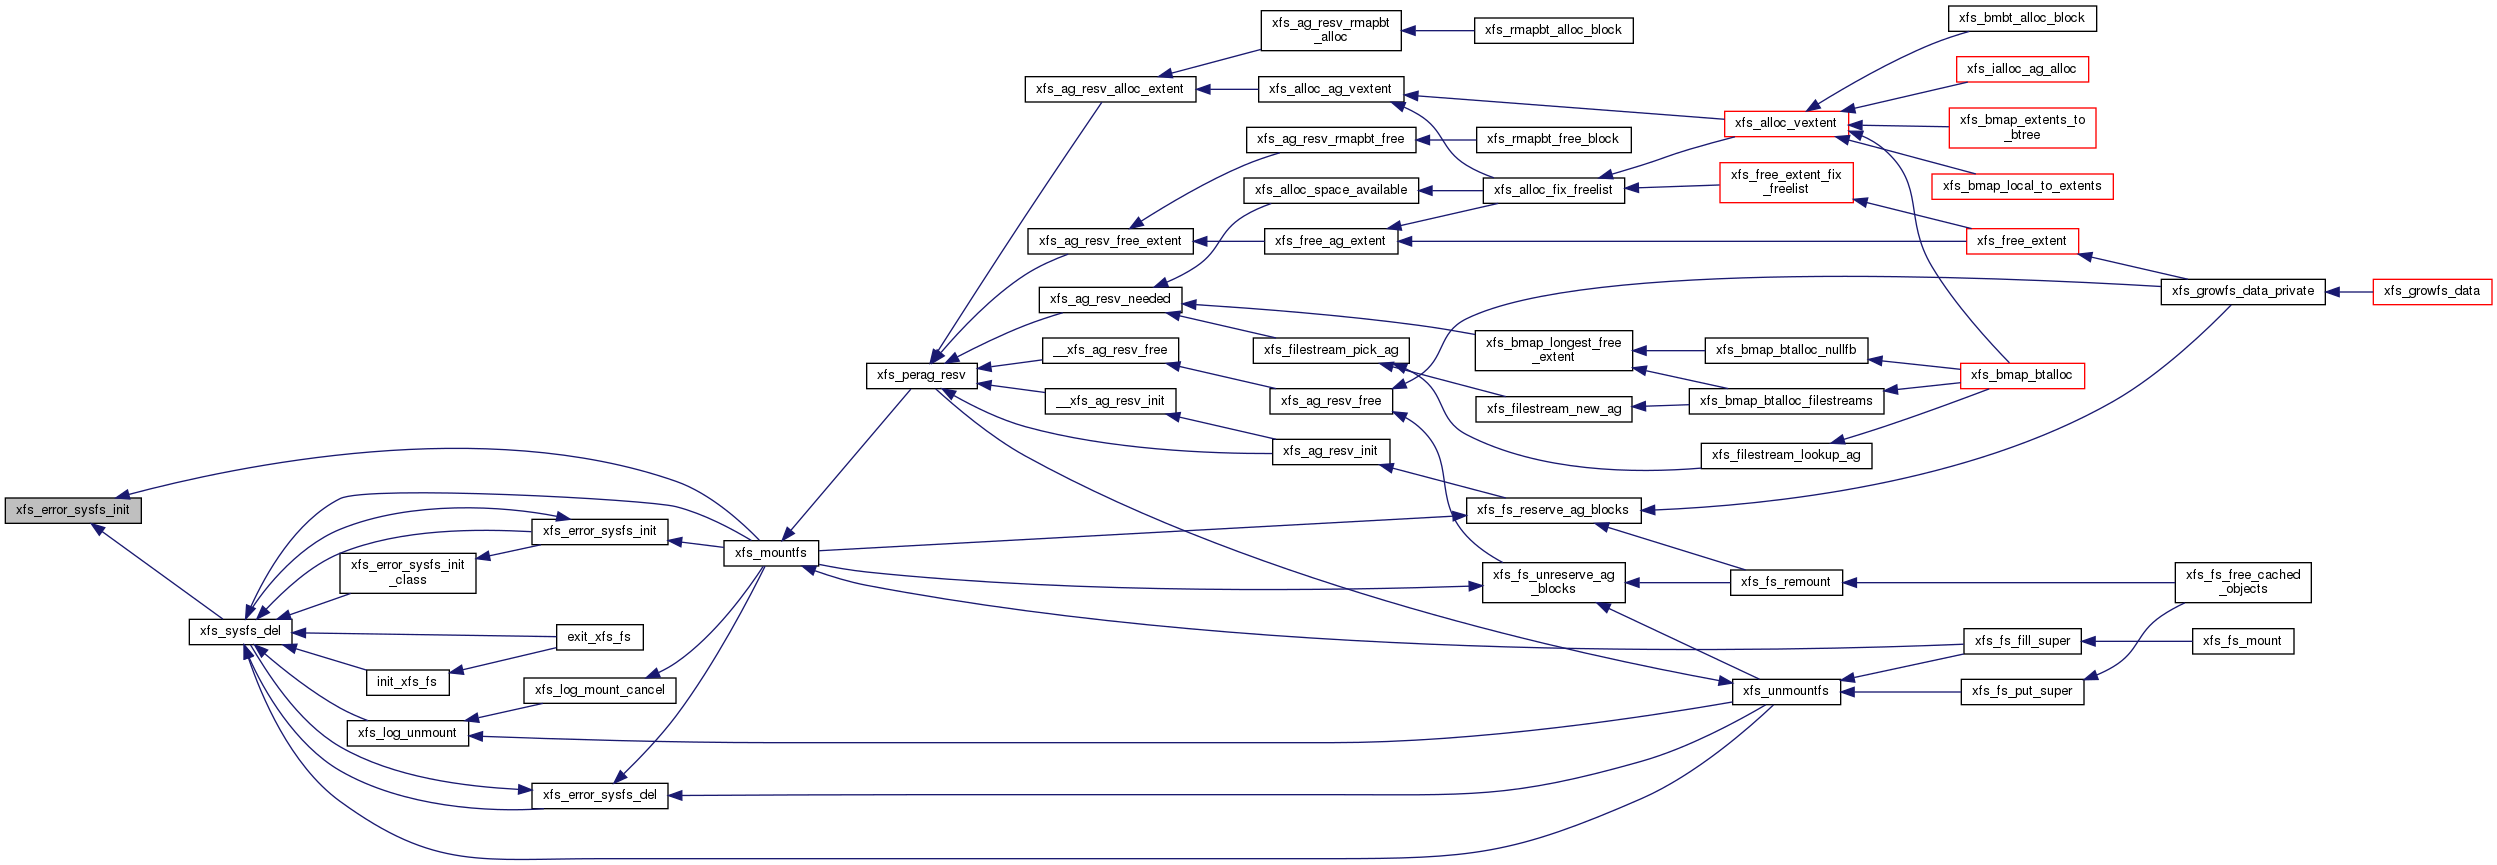 xfs_error_sysfs_init
xfs_sysfs_del
xfs_error_sysfs_init
xfs_error_sysfs_init
_class
exit_xfs_fs
init_xfs_fs
xfs_log_mount_cancel
xfs_log_unmount
xfs_error_sysfs_del
xfs_mountfs
xfs_perag_resv
xfs_ag_resv_alloc_extent
xfs_ag_resv_free_extent
xfs_ag_resv_needed
__xfs_ag_resv_free
__xfs_ag_resv_init
xfs_ag_resv_rmapbt
_alloc
xfs_alloc_ag_vextent
xfs_ag_resv_rmapbt_free
xfs_alloc_space_available
xfs_free_ag_extent
xfs_filestream_pick_ag
xfs_ag_resv_free
xfs_ag_resv_init
xfs_rmapbt_alloc_block
xfs_rmapbt_free_block
xfs_alloc_fix_freelist
xfs_bmap_longest_free
_extent
xfs_filestream_new_ag
xfs_fs_reserve_ag_blocks
xfs_fs_unreserve_ag
_blocks
xfs_alloc_vextent
xfs_free_extent_fix
_freelist
xfs_bmap_btalloc_nullfb
xfs_bmap_btalloc_filestreams
xfs_filestream_lookup_ag
xfs_fs_remount
xfs_unmountfs
xfs_bmbt_alloc_block
xfs_ialloc_ag_alloc
xfs_bmap_extents_to
_btree
xfs_bmap_local_to_extents
xfs_free_extent
xfs_bmap_btalloc
xfs_fs_fill_super
xfs_fs_put_super
xfs_growfs_data_private
xfs_fs_free_cached
_objects
xfs_fs_mount
xfs_growfs_data